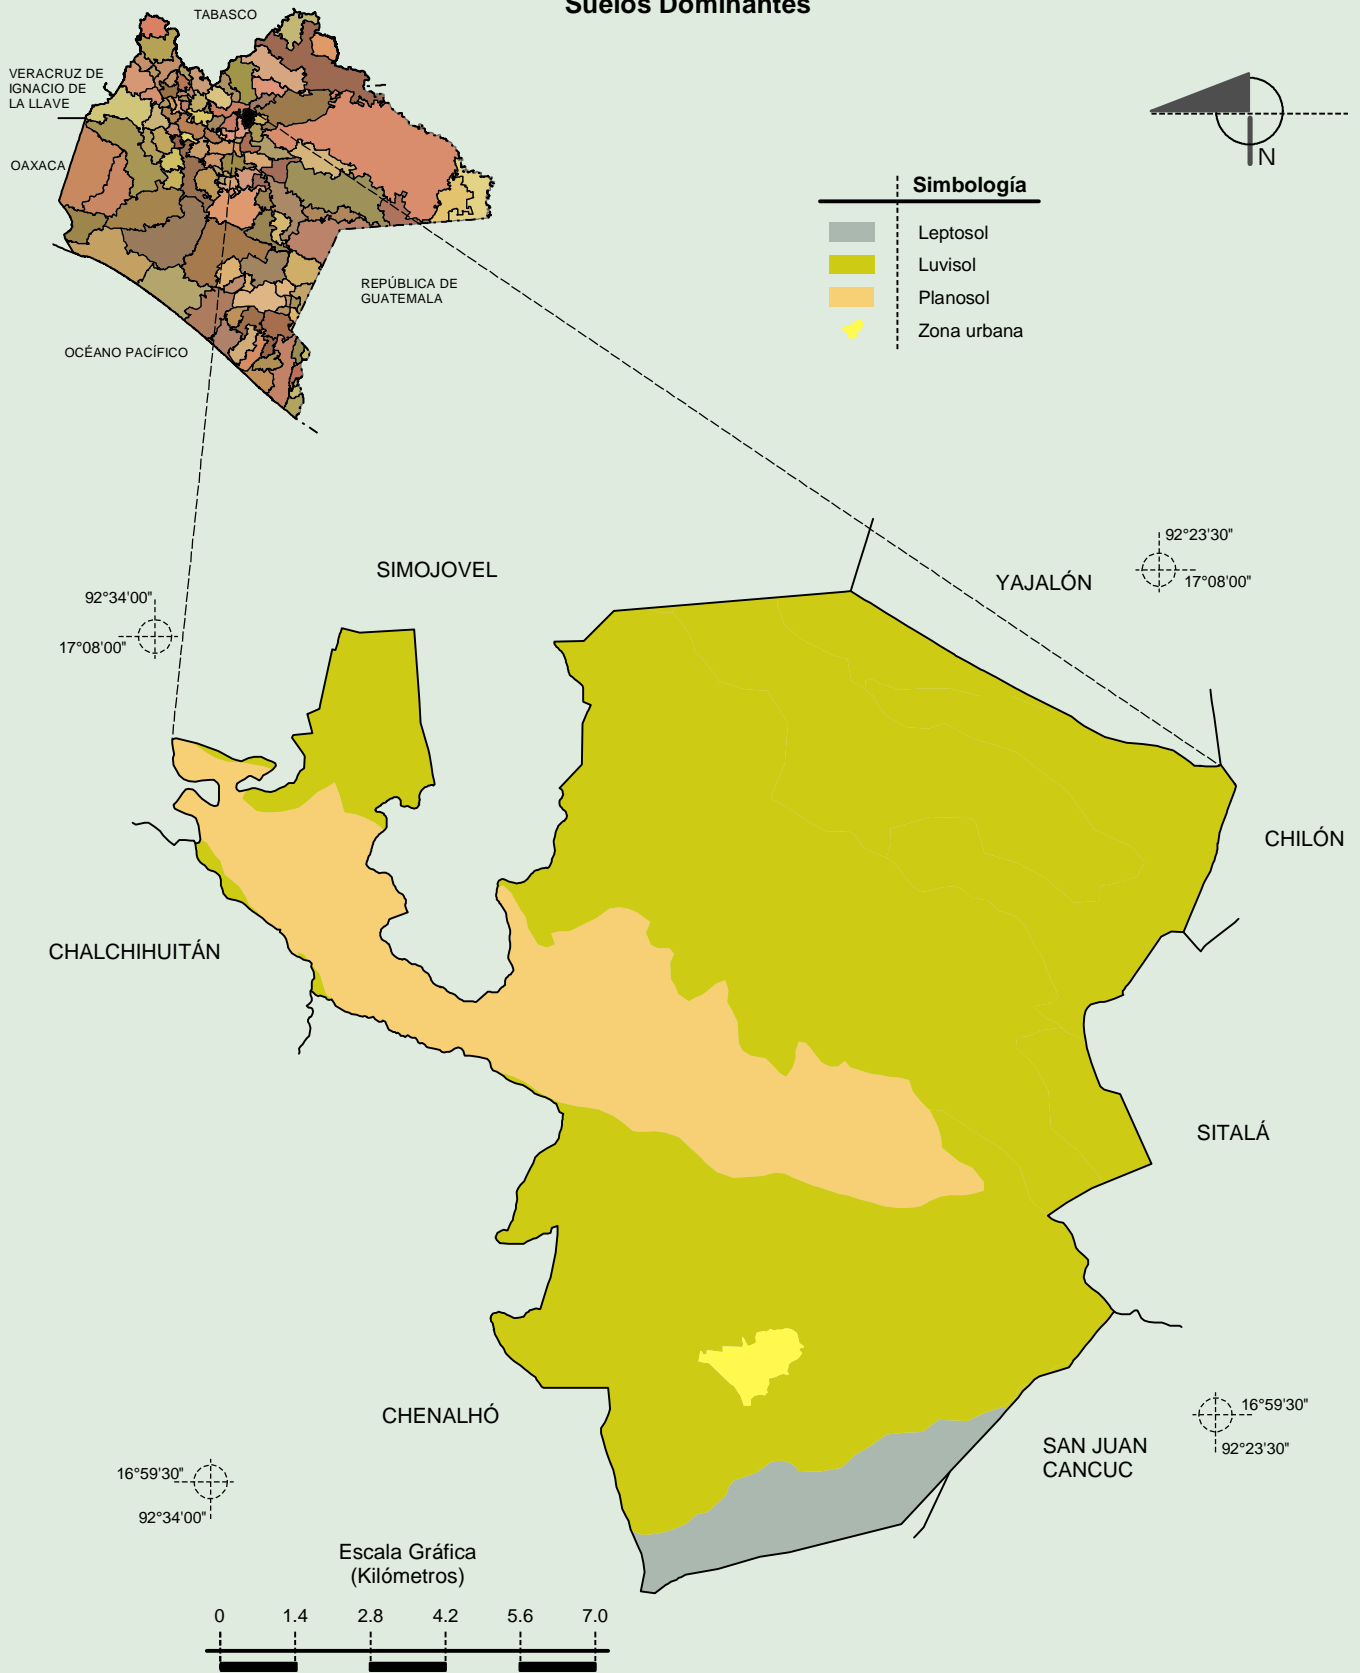 Suelos Dominantes
TABASCO
VERACRUZ DE
IGNACIO DE
LA LLAVE
OAXACA
REPÚBLICA DE
GUATEMALA
OCÉANO PACÍFICO
N
Simbología
Leptosol
Luvisol
Planosol
Zona urbana
92°23'30"
17°08'00"
92°34'00"
17°08'00"
SIMOJOVEL
YAJALÓN
CHILÓN
CHALCHIHUITÁN
SITALÁ
CHENALHÓ
SAN JUAN
CANCUC
16°59'30"
92°23'30"
16°59'30"
92°34'00"
Escala Gráfica
(Kilómetros)
0 1.4 2.8 4.2 5.6 7.0